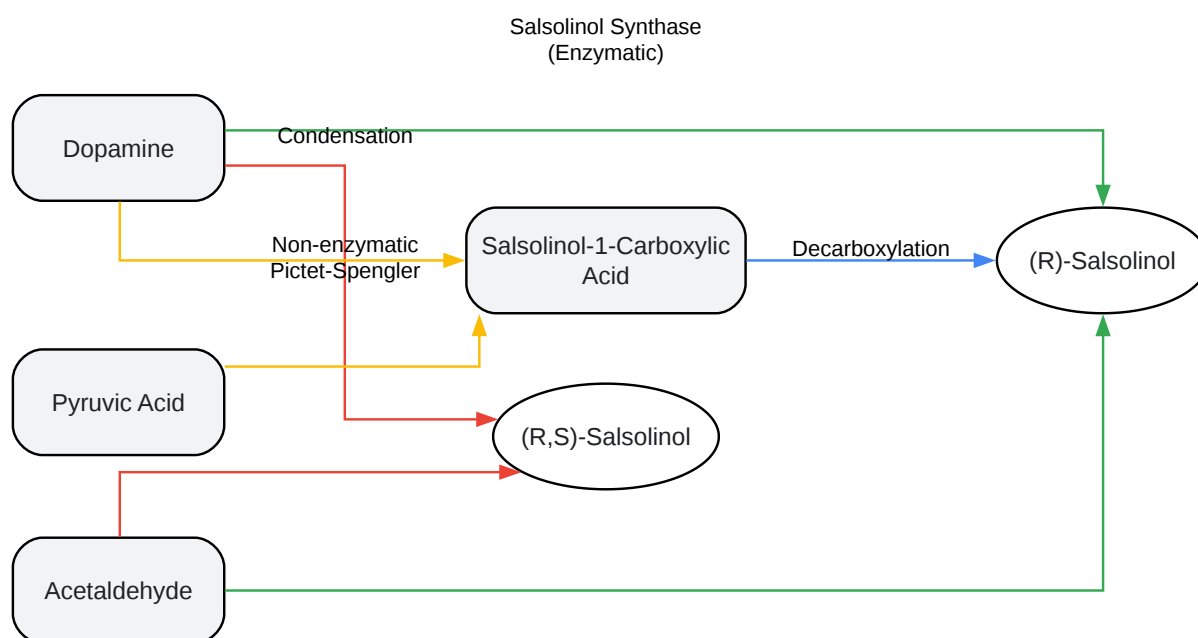 Salsolinol Synthase
(Enzymatic)
Dopamine
Condensation
Non-enzymatic
Pictet-Spengler
Salsolinol-1-Carboxylic
Acid
Decarboxylation
(R)-Salsolinol
Pyruvic Acid
(R,S)-Salsolinol
Acetaldehyde